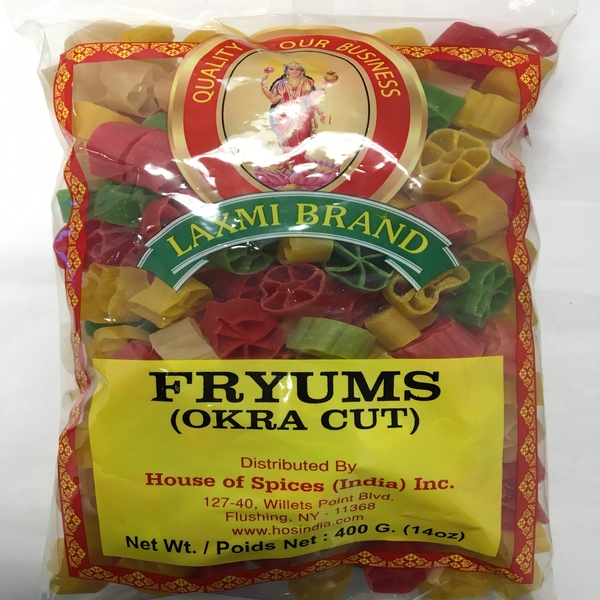 QUALITY OUR BUSINESS
LAXMI BRAND
FRYUMS
(OKRA CUT)
Distributed By
House of Spices (India) Inc.
127-40, Willets Point Blvd.
Flushing, NY - 11368
www.hosindia.com
Net Wt. / Poids Net : 400 G. (14oz)